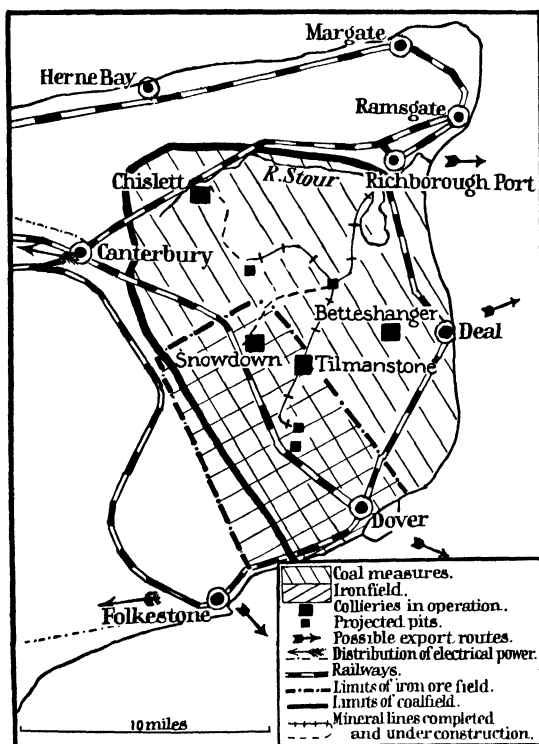 Margate
Herne Bay
Ramsgate
Chislett
R. Stour
Richborough Port
Canterbury
Betteshanger
Deal
Snowdown
Tilmanstone
Dover
Folkestone
Coal measures.
Ironfield.
Collieries in operation.
Projected pits.
Possible export routes.
Distribution of electrical power.
Railways.
Limits of iron ore field.
Limits of coalfield.
Mineral lines completed
and under construction.
10 miles